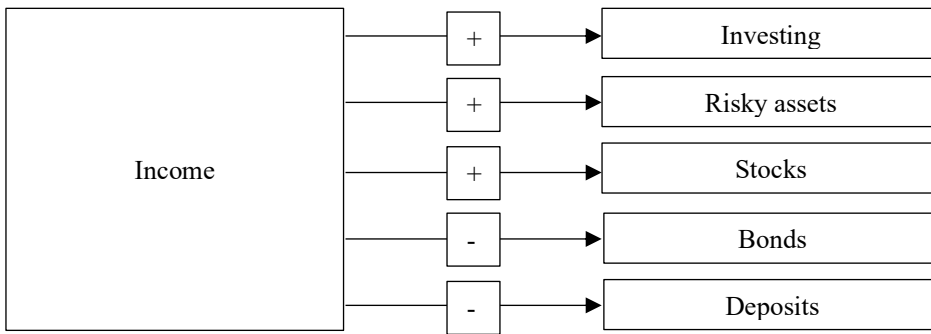 +
Investing
+
Risky assets
Income
+
Stocks
-
Bonds
-
Deposits